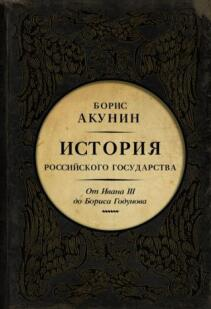 БОРИС
АКУНИН
ИСТОРИЯ
РОССИЙСКОГО ГОСУДАРСТВА
От Ивана III
до Бориса Годунова